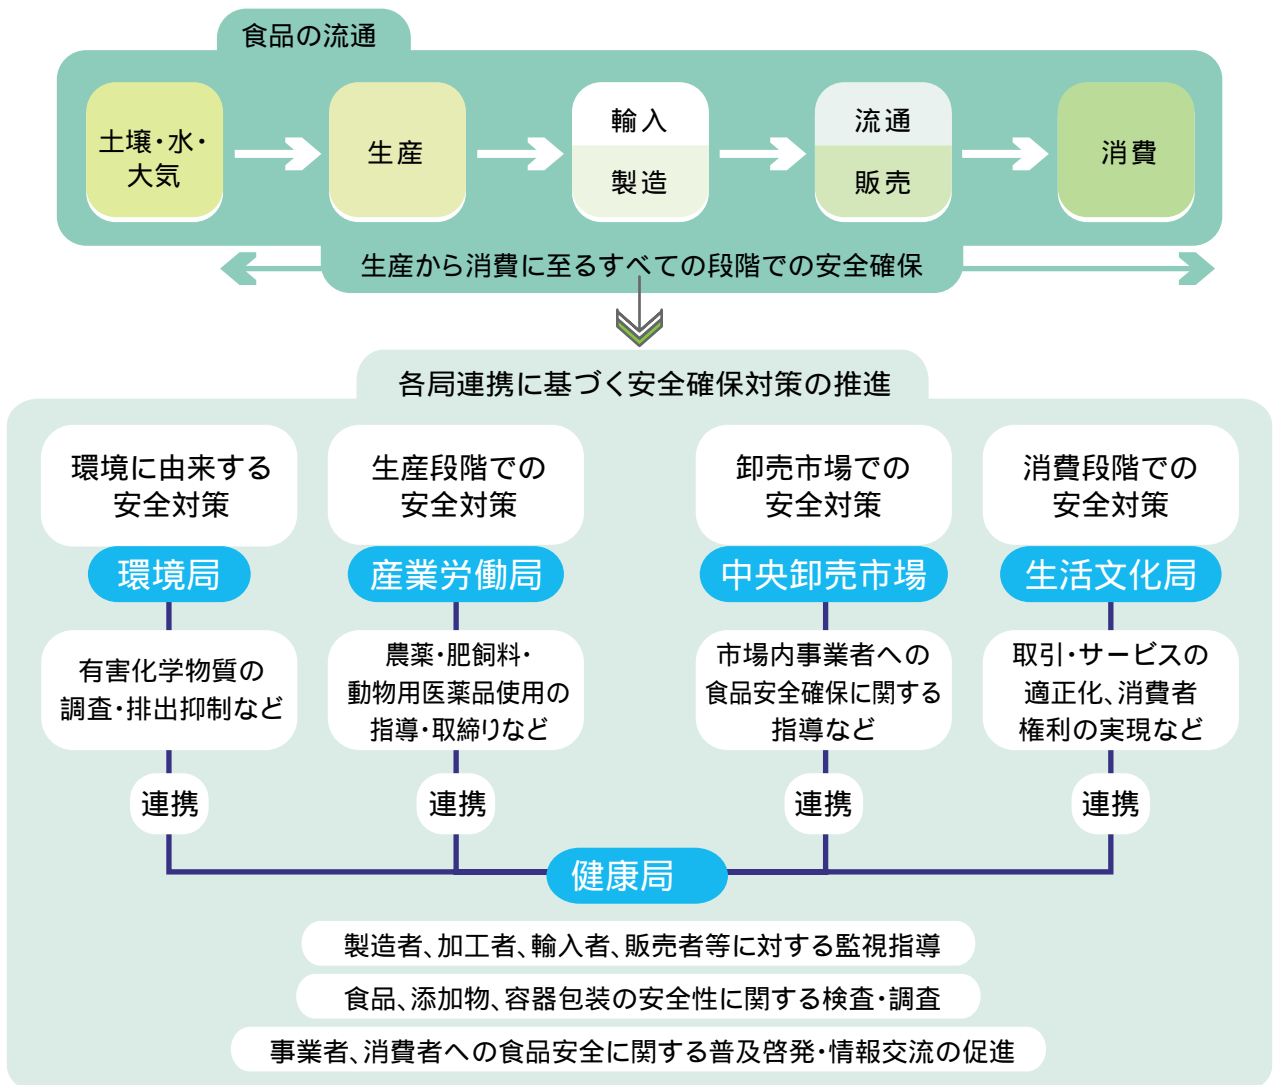 食品の流通
土壌・水・
大気
生産
輸入
製造
流通
販売
消費
生産から消費に至るすべての段階での安全確保
各局連携に基づく安全確保対策の推進
環境に由来する
安全対策
環境局
有害化学物質の
調査・排出抑制など
連携
生産段階での
安全対策
産業労働局
農薬・肥飼料・
動物用医薬品使用の
指導・取締りなど
連携
卸売市場での
安全対策
中央卸売市場
市場内事業者への
食品安全確保に関する
指導など
連携
消費段階での
安全対策
生活文化局
取引・サービスの
適正化、消費者
権利の実現など
連携
健康局
製造者、加工者、輸入者、販売者等に対する監視指導
食品、添加物、容器包装の安全性に関する検査・調査
事業者、消費者への食品安全に関する普及啓発・情報交流の促進